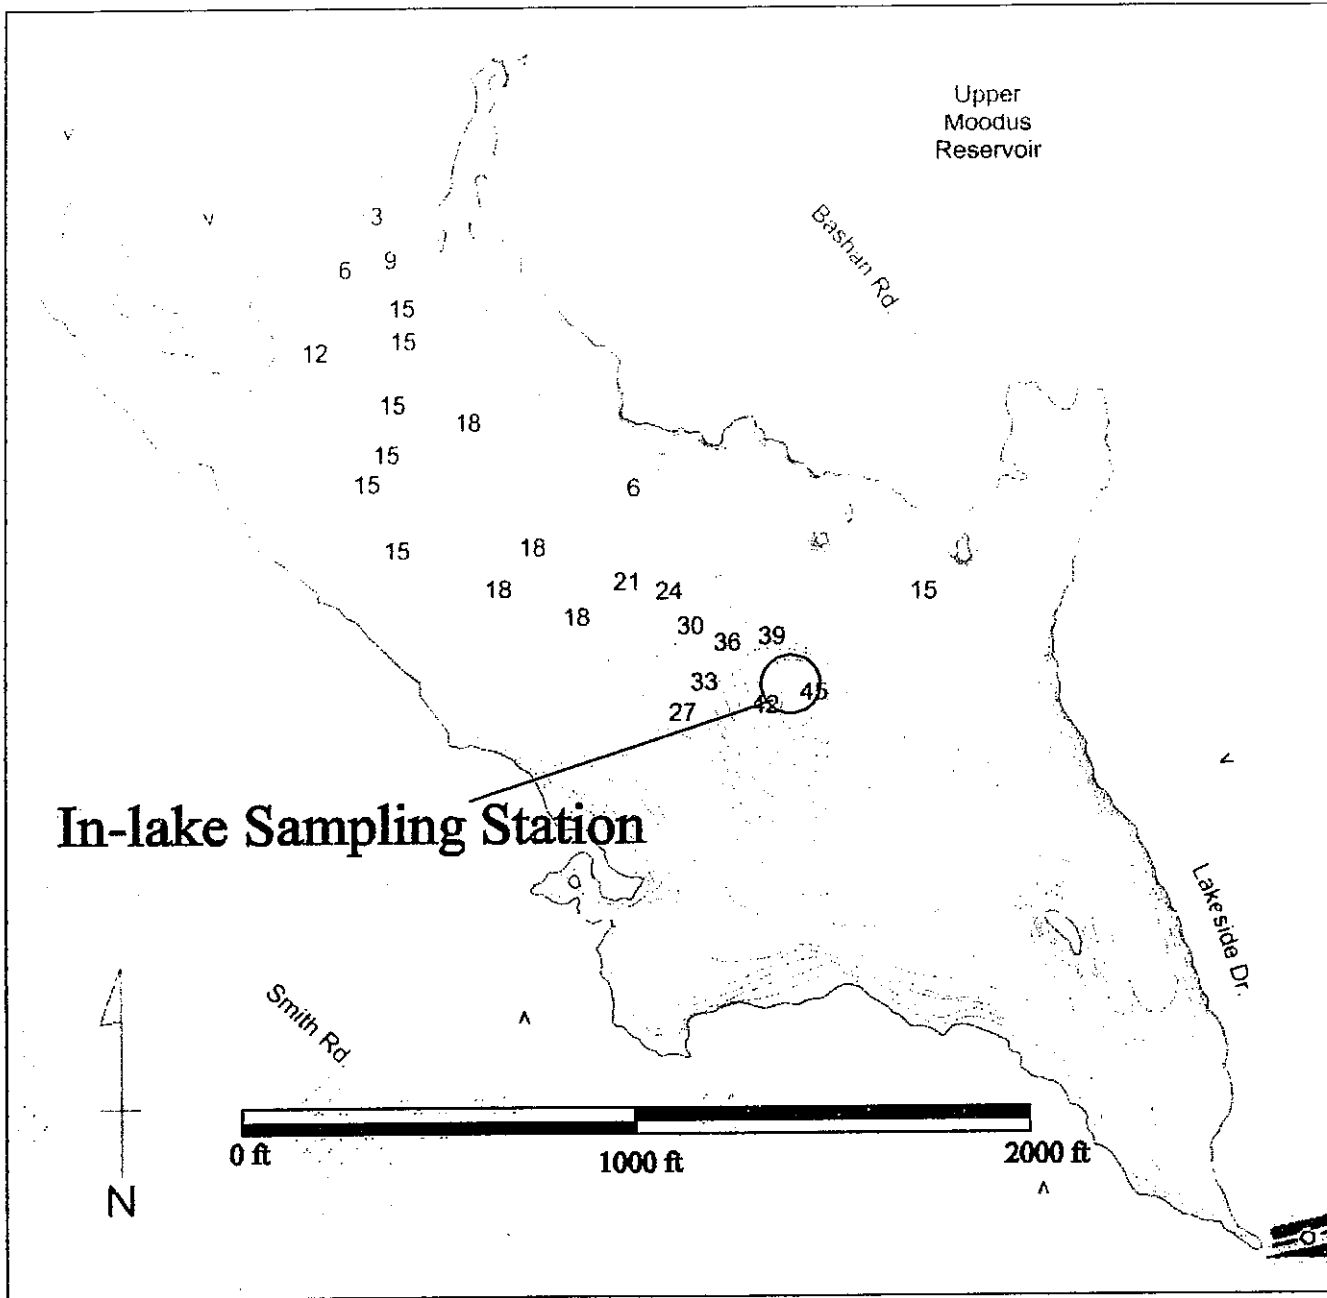 Upper
Moodus
Reservoir
Bashan Rd.
3
9
6
15
15
12
15
18
15
15
6
15
18
18
21
24
15
18
30
36
39
33
45
42
27
In-lake Sampling Station
Lakeside Dr.
Smith Rd.
0 ft
1000 ft
2000 ft
N